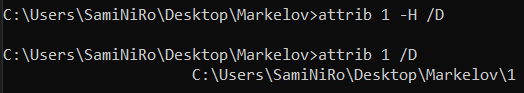 C:\Users\SamiNiRo\Desktop\Markelov>attrib 1 -H /D
C:\Users\SamiNiRo\Desktop\Markelov>attrib 1 /D
C:\Users\SamiNiRo\Desktop\Markelov\1